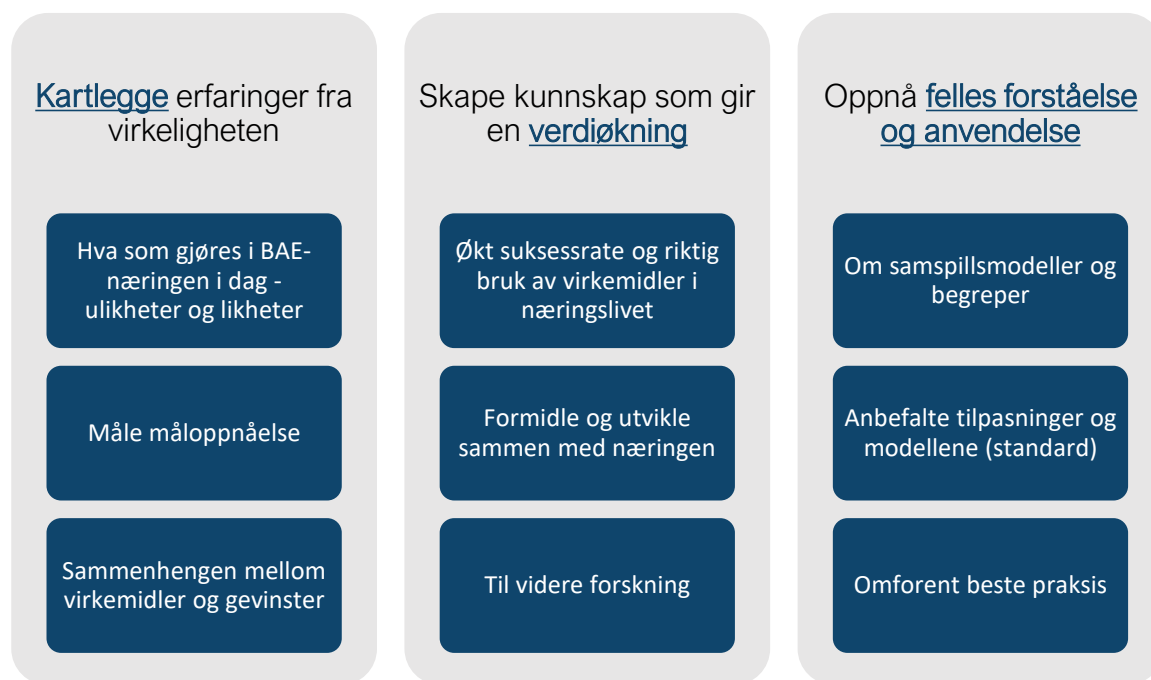 Kartlegge erfaringer fra
virkeligheten
Hva som gjøres i BAE-
næringen i dag -
ulikheter og likheter
Måle måloppnåelse
Sammenhengen mellom
virkemidler og gevinster
Skape kunnskap som gir
en verdiøkning
Økt suksessrate og riktig
bruk av virkemidler i
næringslivet
Formidle og utvikle
sammen med næringen
Til videre forskning
Oppnå felles forståelse
og anvendelse
Om samspillsmodeller og
begreper
Anbefalte tilpasninger og
modellene (standard)
Omforent beste praksis